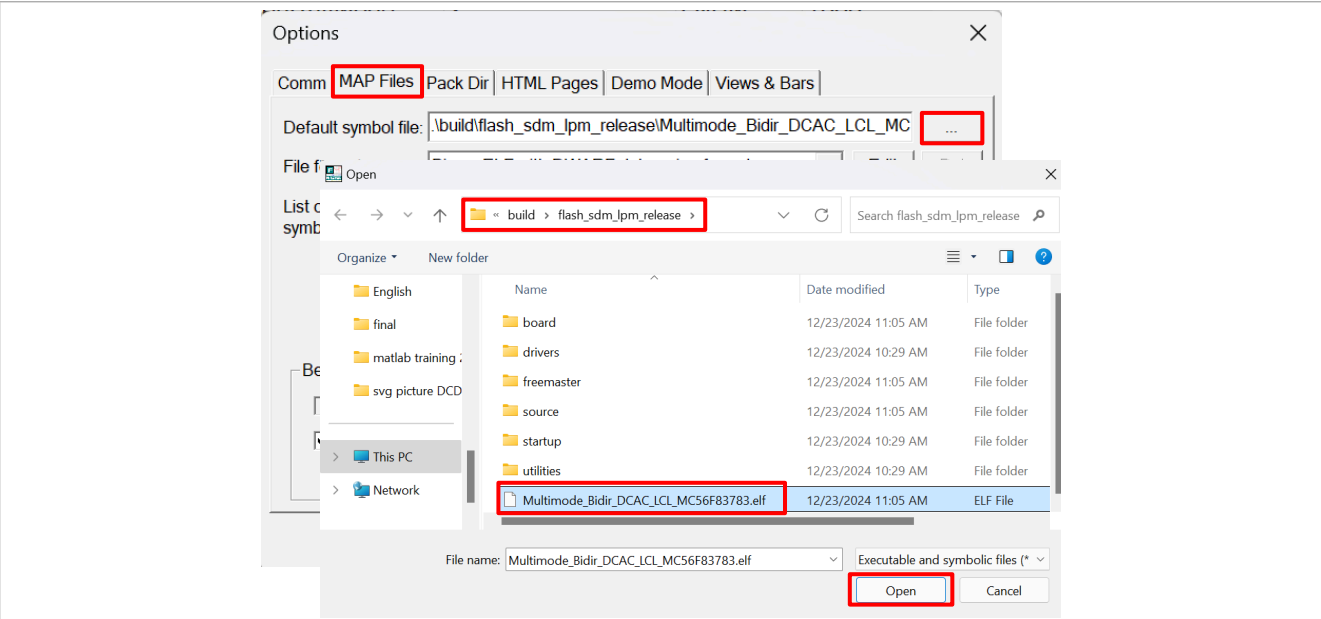 Options
Comm MAP Files Pack Dir HTML Pages Demo Mode Views & Bars
Default symbol file: .\build\flash_sdm_lpm_release\Multimode_Bidir_DCAC_LCL_MC ...
File f
Open
List o
symb
« build › flash_sdm_lpm_release › Search flash_sdm_lpm_release
Organize New folder
Name Date modified Type
English
final
matlab training
svg picture DCD
This PC
Network
board 12/23/2024 11:05 AM File folder
drivers 12/23/2024 10:29 AM File folder
freemaster 12/23/2024 11:05 AM File folder
source 12/23/2024 11:05 AM File folder
startup 12/23/2024 10:29 AM File folder
utilities 12/23/2024 10:29 AM File folder
Multimode_Bidir_DCAC_LCL_MC56F83783.elf 12/23/2024 11:05 AM ELF File
Be
File name: Multimode_Bidir_DCAC_LCL_MC56F83783.elf Executable and symbolic files (*
Open Cancel